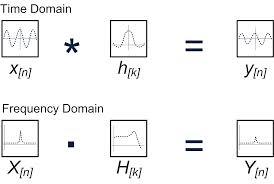 Time Domain
* =
x[n] h[k] y[n]
Frequency Domain
· =
X[n] H[k] Y[n]